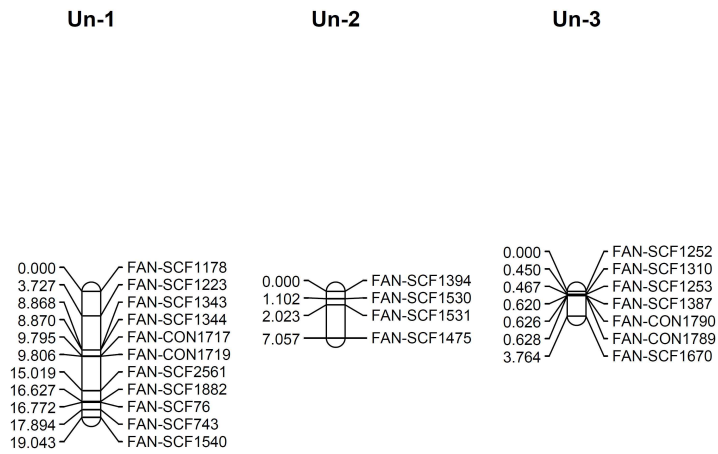 Un-1
0.000 FAN-SCF1178
3.727 FAN-SCF1223
8.868 FAN-SCF1343
8.870 FAN-SCF1344
9.795 FAN-CON1717
9.806 FAN-CON1719
15.019 FAN-SCF2561
16.627 FAN-SCF1882
16.772 FAN-SCF76
17.894 FAN-SCF743
19.043 FAN-SCF1540
Un-2
0.000 FAN-SCF1394
1.102 FAN-SCF1530
2.023 FAN-SCF1531
7.057 FAN-SCF1475
Un-3
0.000 FAN-SCF1252
0.450 FAN-SCF1310
0.467 FAN-SCF1253
0.620 FAN-SCF1387
0.626 FAN-CON1790
0.628 FAN-CON1789
3.764 FAN-SCF1670